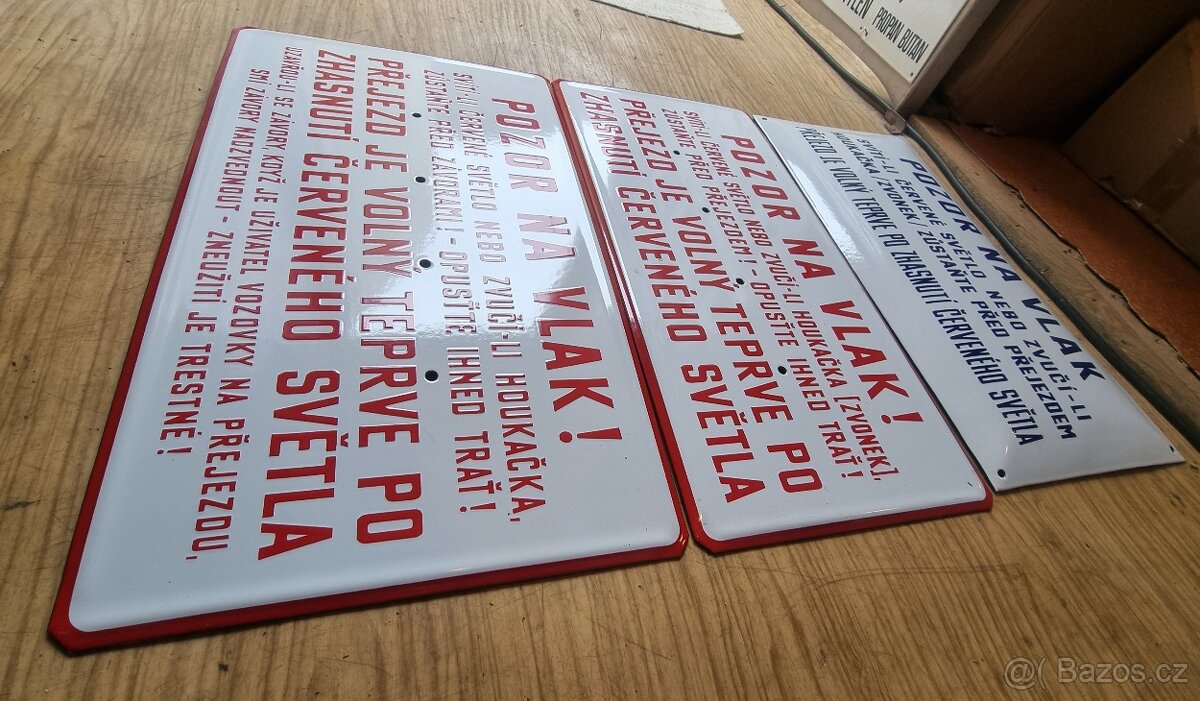 POZOR NA VLAK!
SVÍTÍ-LI ČERVENÉ SVĚTLO NEBO ZVUČÍ-LI HOUKAČKA,
ZŮSTAŇTE PŘED ZÁVORAMI! - OPUSŤTE IHNED TRAŤ!
PŘEJEZD JE VOLNÝ TEPRVE PO
ZHASNUTÍ ČERVENÉHO SVĚTLA
UZAVŘOU-LI SE ZÁVORY KDYŽ JE UŽIVATEL VOZOVKY NA PŘEJEZDU,
SMÍ ZÁVORY NADZVEDNOUT - ZNEUŽITÍ JE TRESTNÉ!
POZOR NA VLAK!
SVÍTÍ-LI ČERVENÉ SVĚTLO NEBO ZVUČÍ-LI HOUKAČKA [ZVONEK],
ZŮSTAŇTE PŘED PŘEJEZDEM! - OPUSŤTE IHNED TRAŤ!
PŘEJEZD JE VOLNÝ TEPRVE PO
ZHASNUTÍ ČERVENÉHO SVĚTLA
POZOR NA VLAK
SVÍTÍ-LI ČERVENÉ SVĚTLO NEBO ZVUČÍ-LI
HOUKAČKA ZVONEK ZŮSTAŇTE PŘED PŘEJEZDEM
PŘEJEZD JE VOLNÝ TEPRVE PO ZHASNUTÍ ČERVENÉHO SVĚTLA
PROPAN BUTAN
@( Bazos.cz